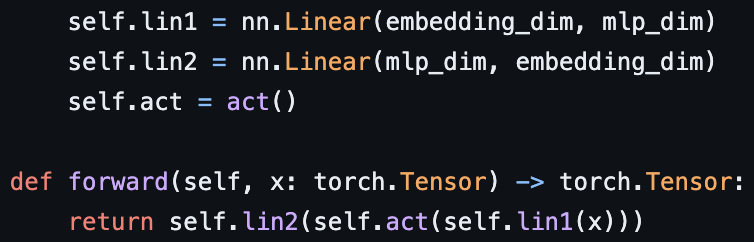 self.lin1 = nn.Linear(embedding_dim, mlp_dim)
self.lin2 = nn.Linear(mlp_dim, embedding_dim)
self.act = act()
def forward(self, x: torch.Tensor) -> torch.Tensor:
return self.lin2(self.act(self.lin1(x)))